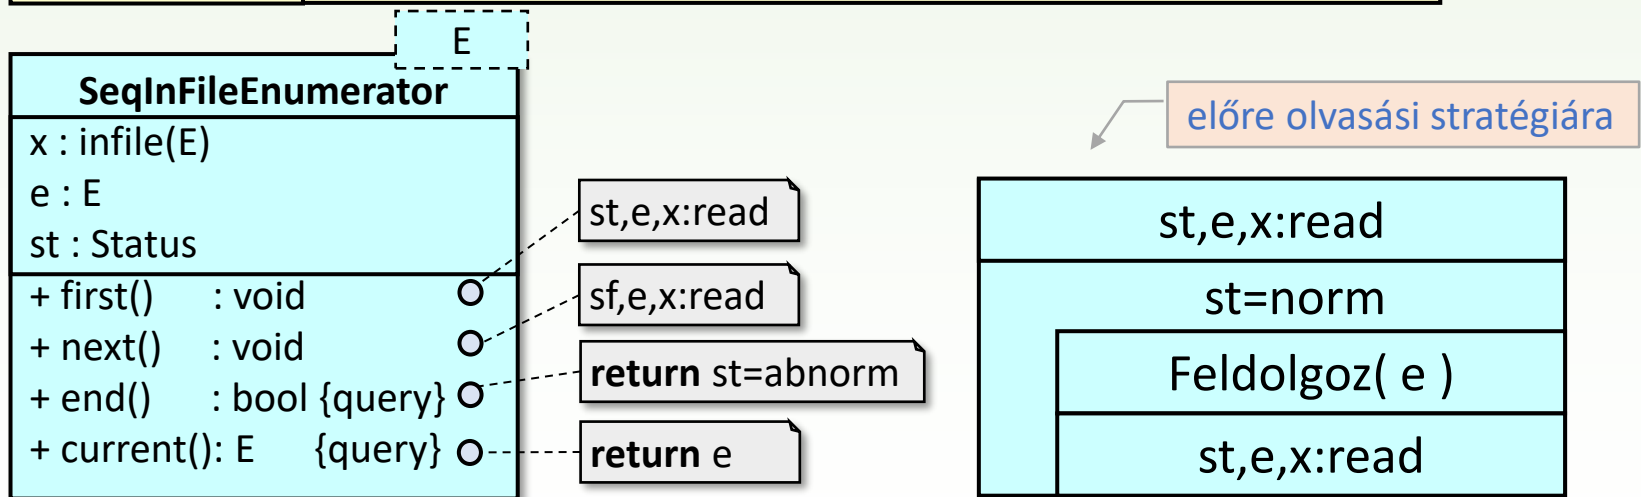 E
SeqInFileEnumerator
x : infile(E)
e : E
st : Status
+ first() : void
+ next() : void
+ end() : bool {query}
+ current(): E {query}
st,e,x:read
sf,e,x:read
return st=abnorm
return e
előre olvasási stratégiára
st,e,x:read
st=norm
Feldolgoz( e )
st,e,x:read